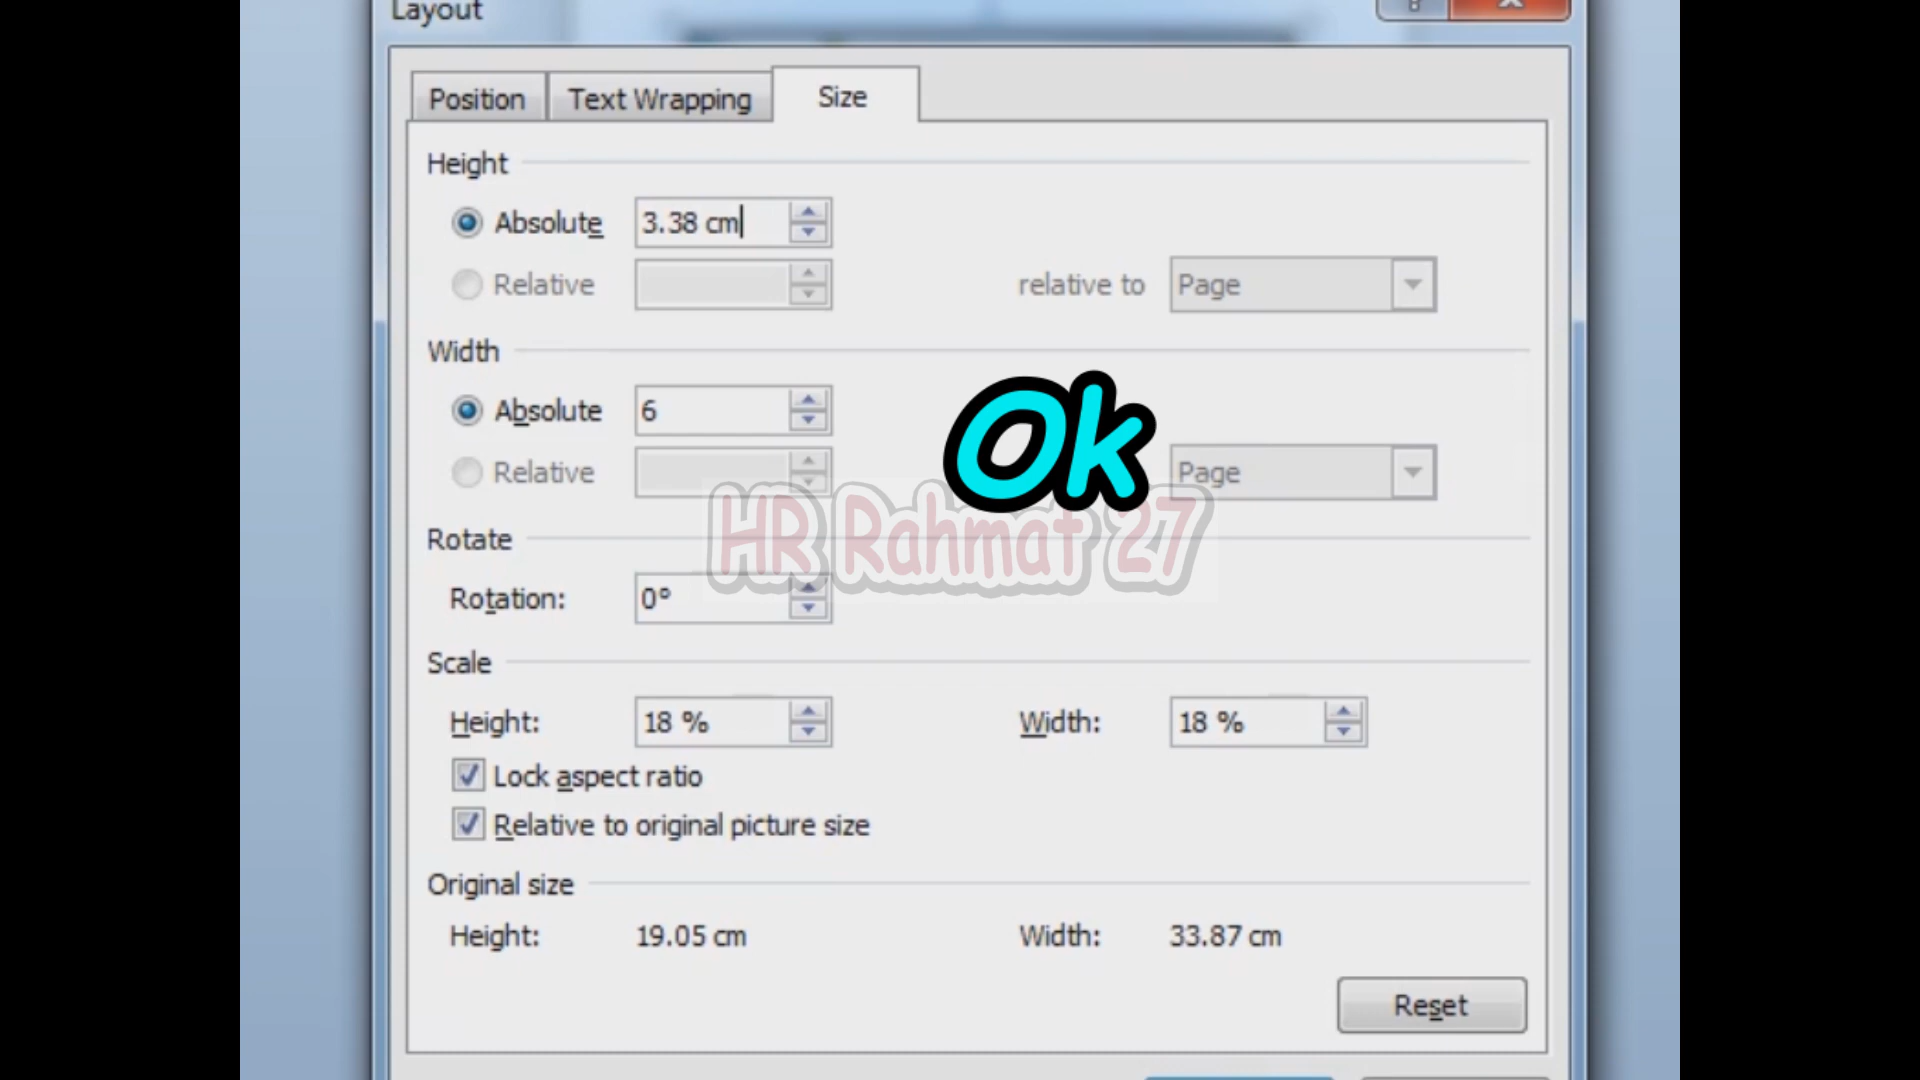 Layout
?
Position Text Wrapping Size
Height
Absolute 3.38 cm
Relative relative to Page
Width
Absolute 6
Ok
Relative Page
HR Rahmat 27
Rotate
Rotation: 0°
Scale
Height: 18 % Width: 18 %
Lock aspect ratio
Relative to original picture size
Original size
Height: 19.05 cm Width: 33.87 cm
Reset